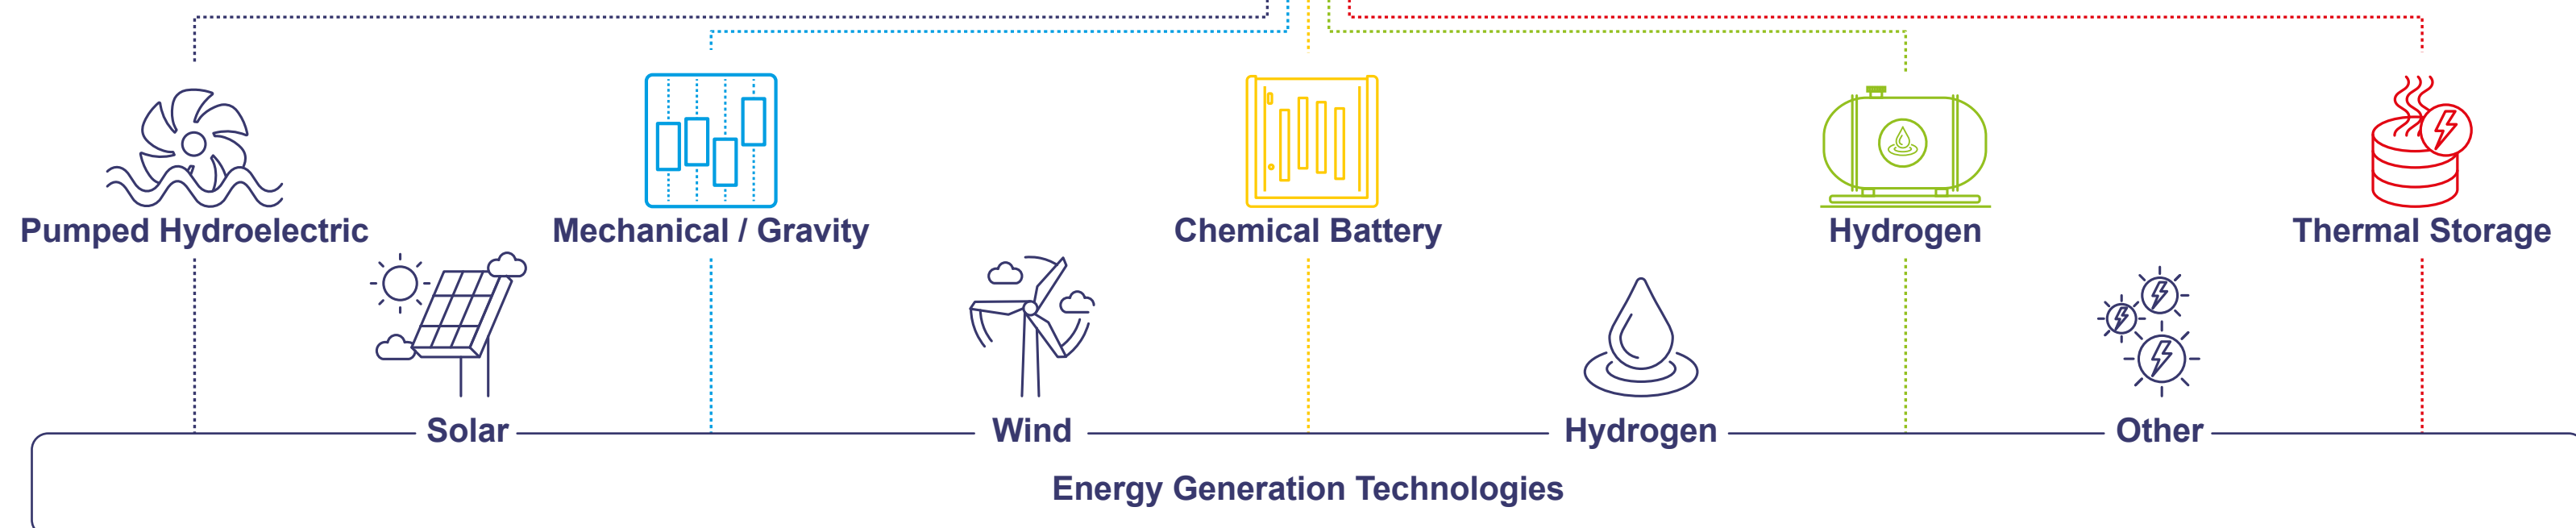 Pumped Hydroelectric
Mechanical / Gravity
Chemical Battery
Hydrogen
Thermal Storage
Solar
Wind
Hydrogen
Other
Energy Generation Technologies